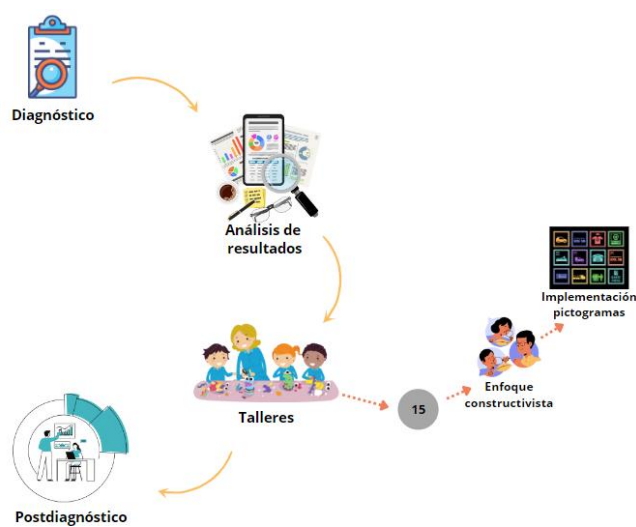 Diagnóstico
Análisis de
resultados
Implementación
pictogramas
Enfoque
constructivista
15
Talleres
Postdiagnóstico